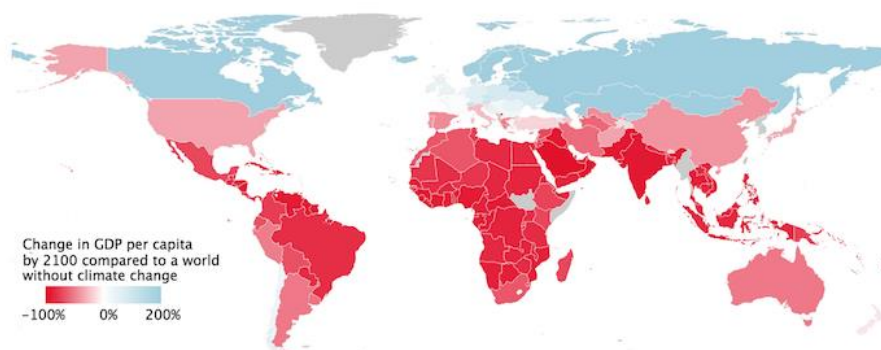 Change in GDP per capita
by 2100 compared to a world
without climate change
-100% 0% 200%